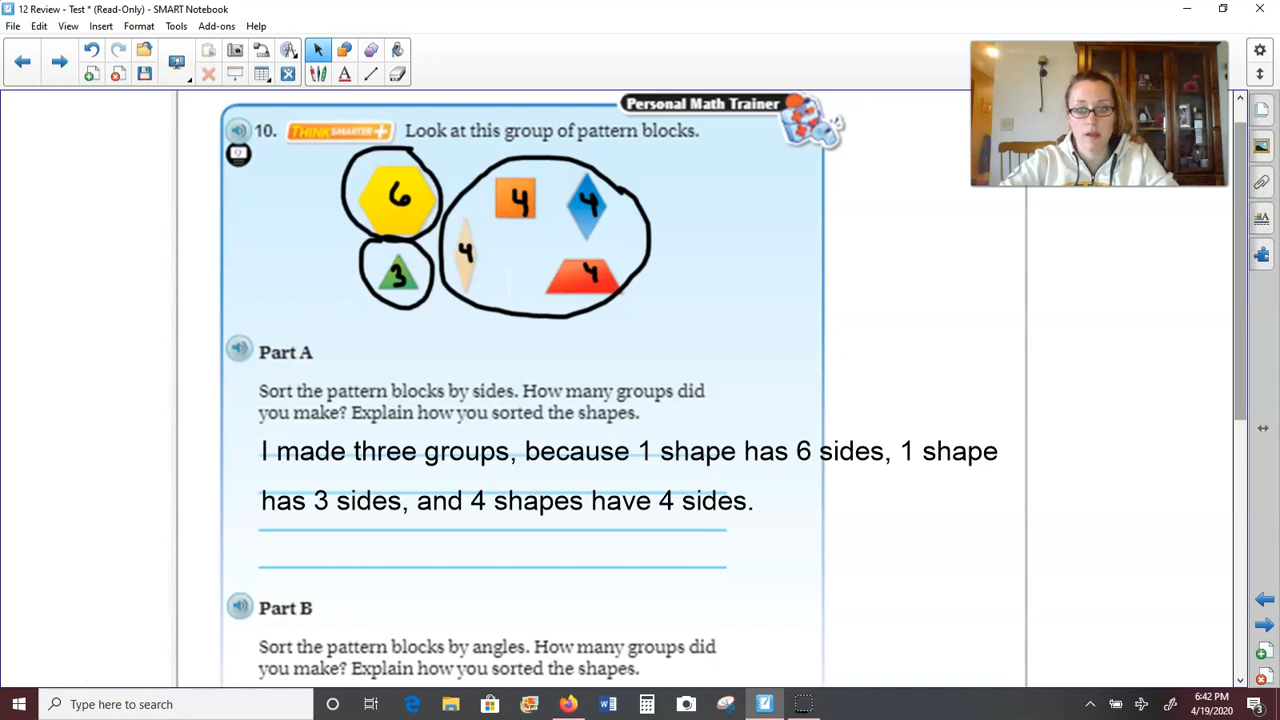 12 Review - Test * (Read-Only) - SMART Notebook
File Edit View Insert Format Tools Add-ons Help
Personal Math Trainer
10. THINK SMARTER + Look at this group of pattern blocks.
6 4 4
4
3 4
Part A
Sort the pattern blocks by sides. How many groups did
you make? Explain how you sorted the shapes.
I made three groups, because 1 shape has 6 sides, 1 shape
has 3 sides, and 4 shapes have 4 sides.
Part B
Sort the pattern blocks by angles. How many groups did
you make? Explain how you sorted the shapes.
Type here to search
6:42 PM
4/19/2020